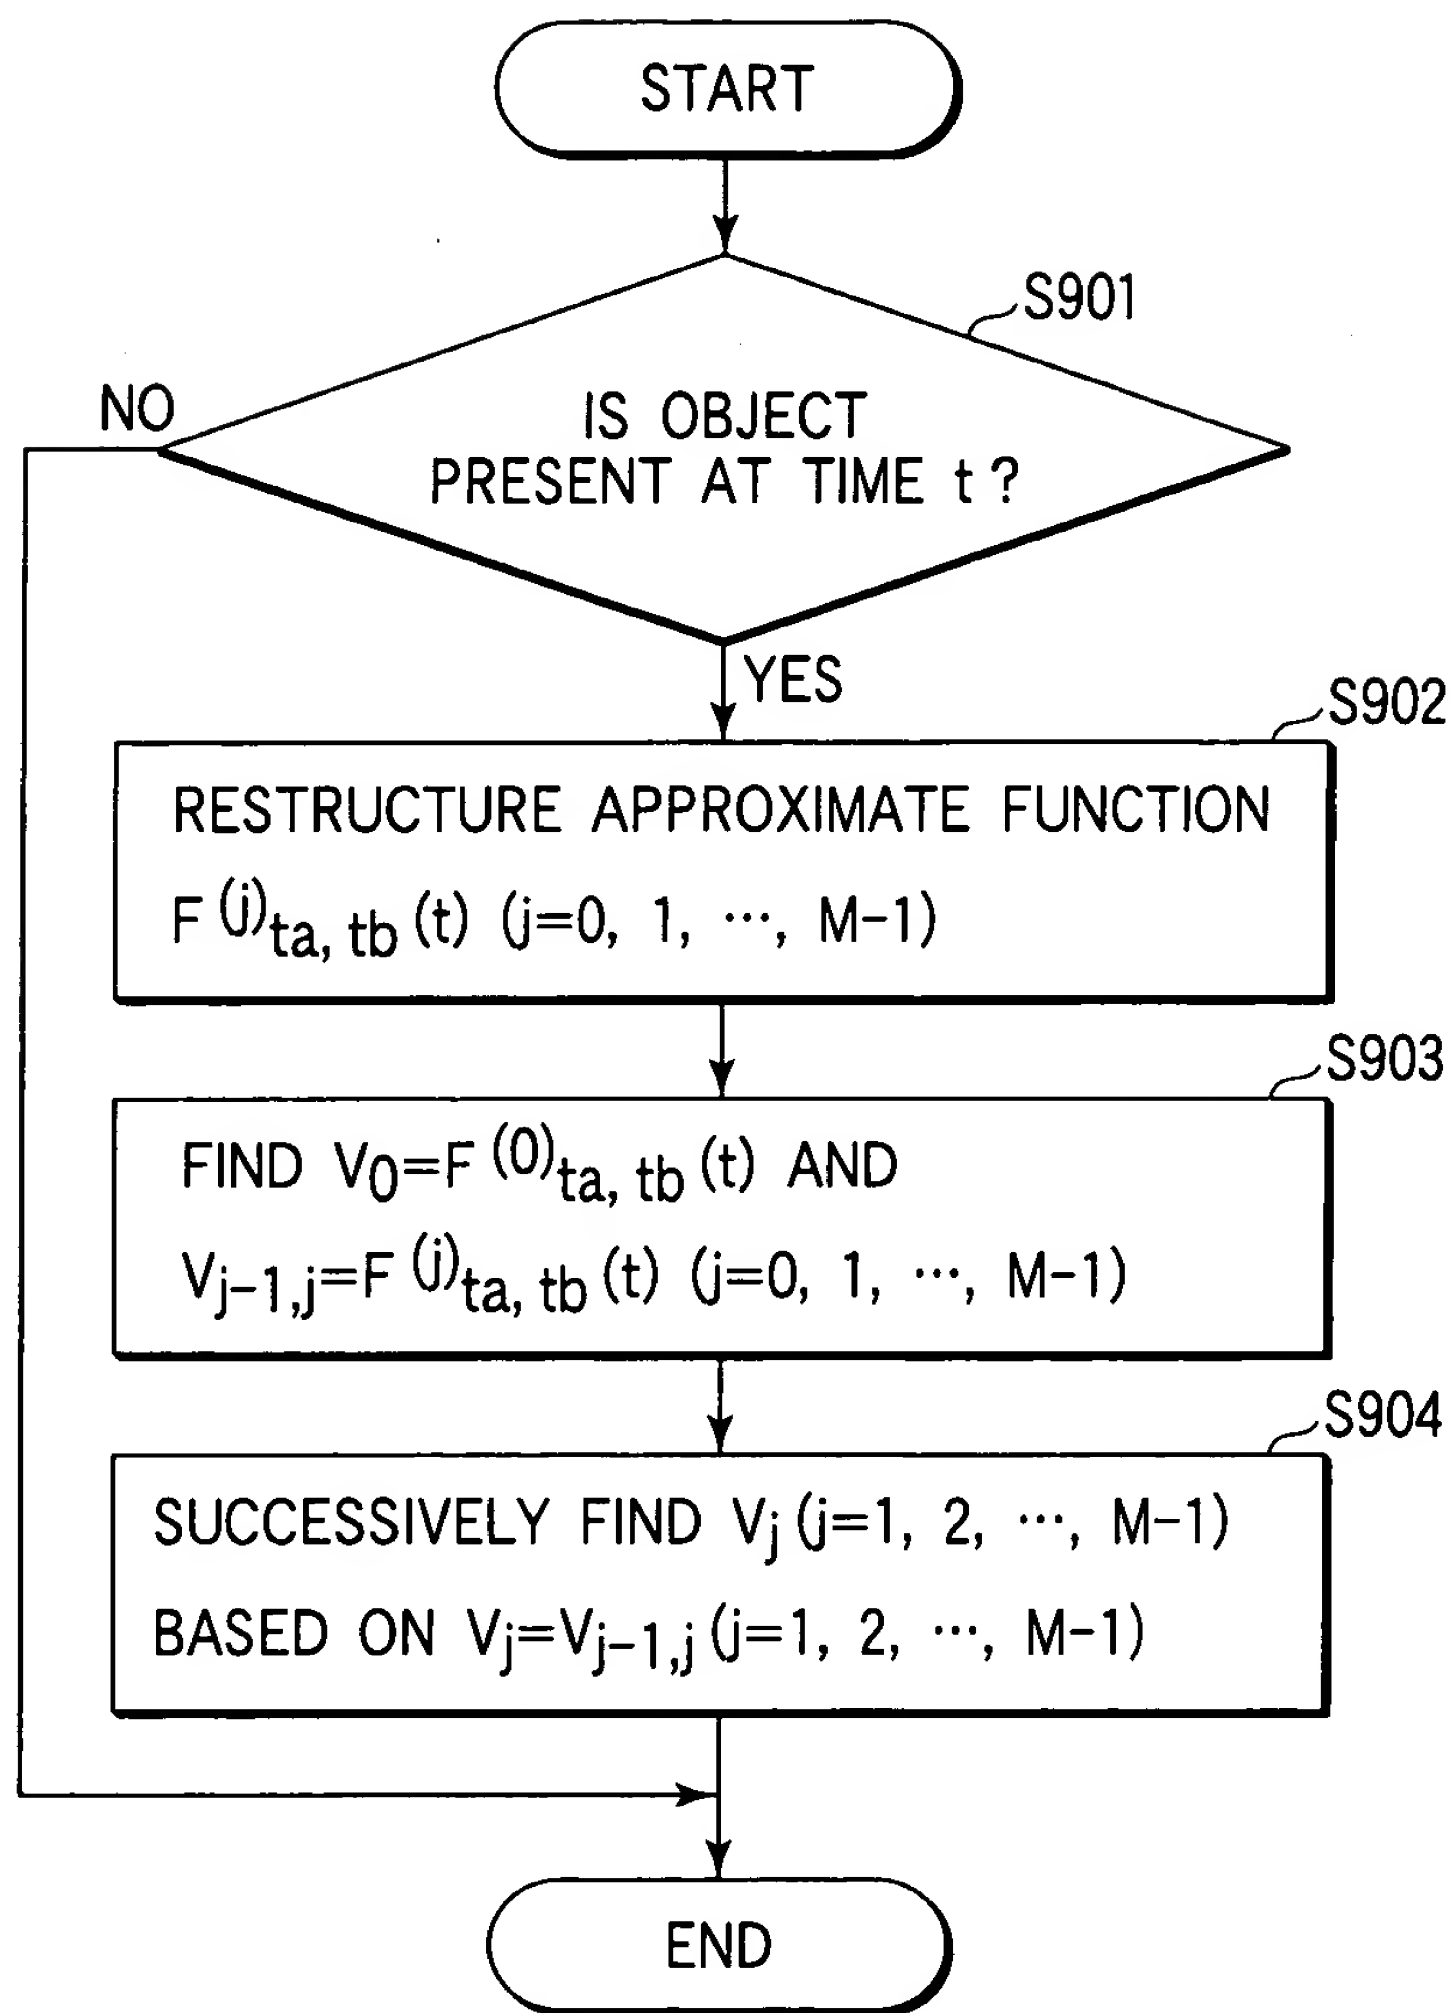 START
S901
NO
IS OBJECT
PRESENT AT TIME t?
YES
S902
RESTRUCTURE APPROXIMATE FUNCTION
F(j)ta, tb(t) (j=0, 1, ⋯, M-1)
S903
FIND V0=F(0)ta, tb(t) AND
Vj-1,j=F(j)ta, tb(t) (j=0, 1, ⋯, M-1)
S904
SUCCESSIVELY FIND Vj(j=1, 2, ⋯, M-1)
BASED ON Vj=Vj-1,j(j=1, 2, ⋯, M-1)
END